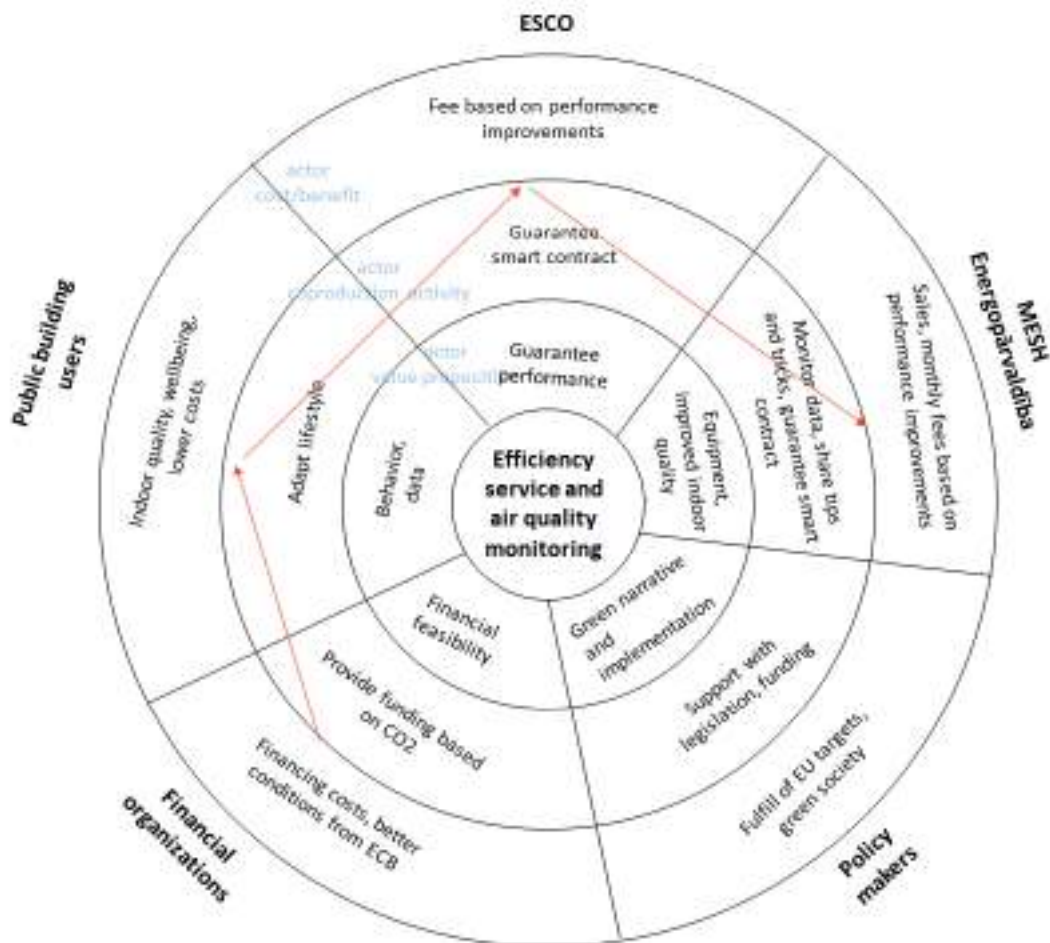 ESCO
Fee based on performance
improvements
actor
cost/benefit
Guarantee
smart contract
actor
coproduction activity
Guarantee
performance
actor
value proposition
Efficiency
service and
air quality
monitoring
MESH
Energopārvaldība
Sales, monthly fees based on
performance improvements
Monitor data, share tips
and tricks, guarantee smart
contract
Equipment,
improved indoor
quality
Policy
makers
Fulfill of EU targets,
green society
Support with
legislation, funding
Green narrative
and
implementation
Financial
organizations
Financing costs, better
conditions from ECB
Provide funding based
on CO2
Financial
feasibility
Public building
users
Indoor quality, wellbeing,
lower costs
Adapt lifestyle
Behavior,
data